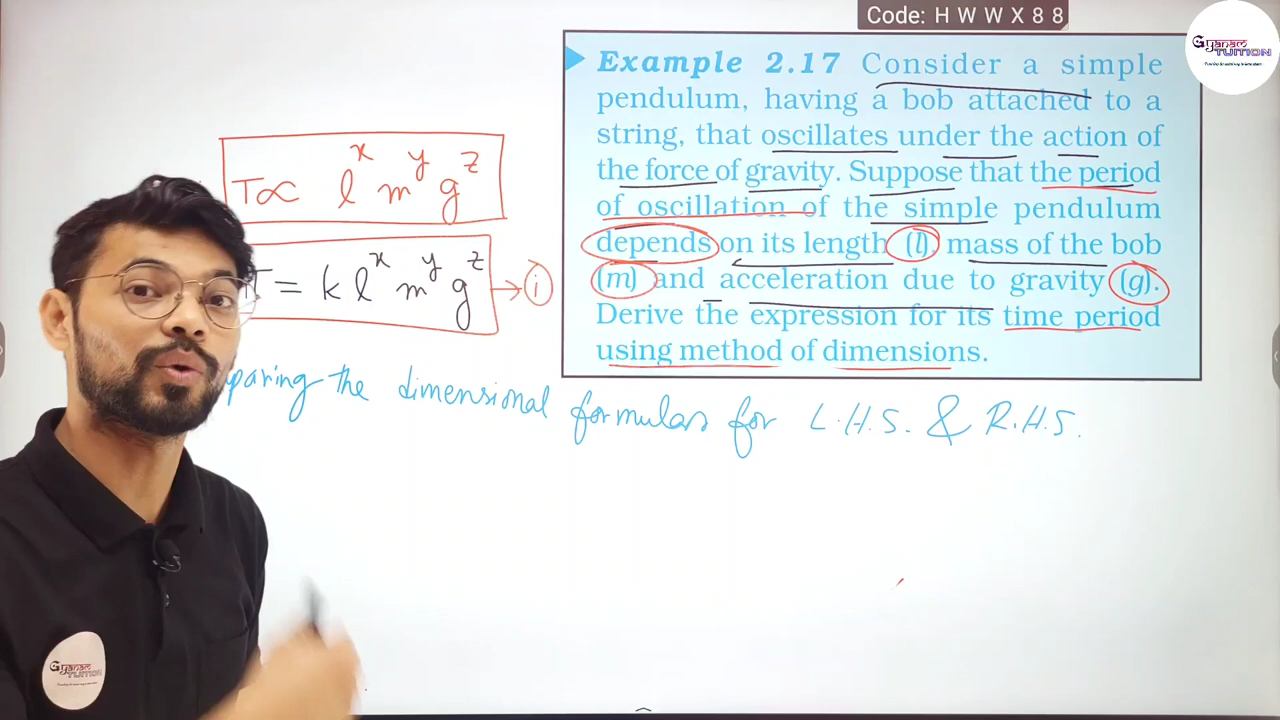 Code: H W W X 8 8
Gyanam
TUITION
Example 2.17 Consider a simple
pendulum, having a bob attached to a
string, that oscillates under the action of
the force of gravity. Suppose that the period
of oscillation of the simple pendulum
depends on its length (l), mass of the bob
(m) and acceleration due to gravity (g).
Derive the expression for its time period
using method of dimensions.
T∝ l^x m^y g^z
T = k l^x m^y g^z → i
paring the dimensional formulas for L.H.S. & R.H.S.
Gyanam